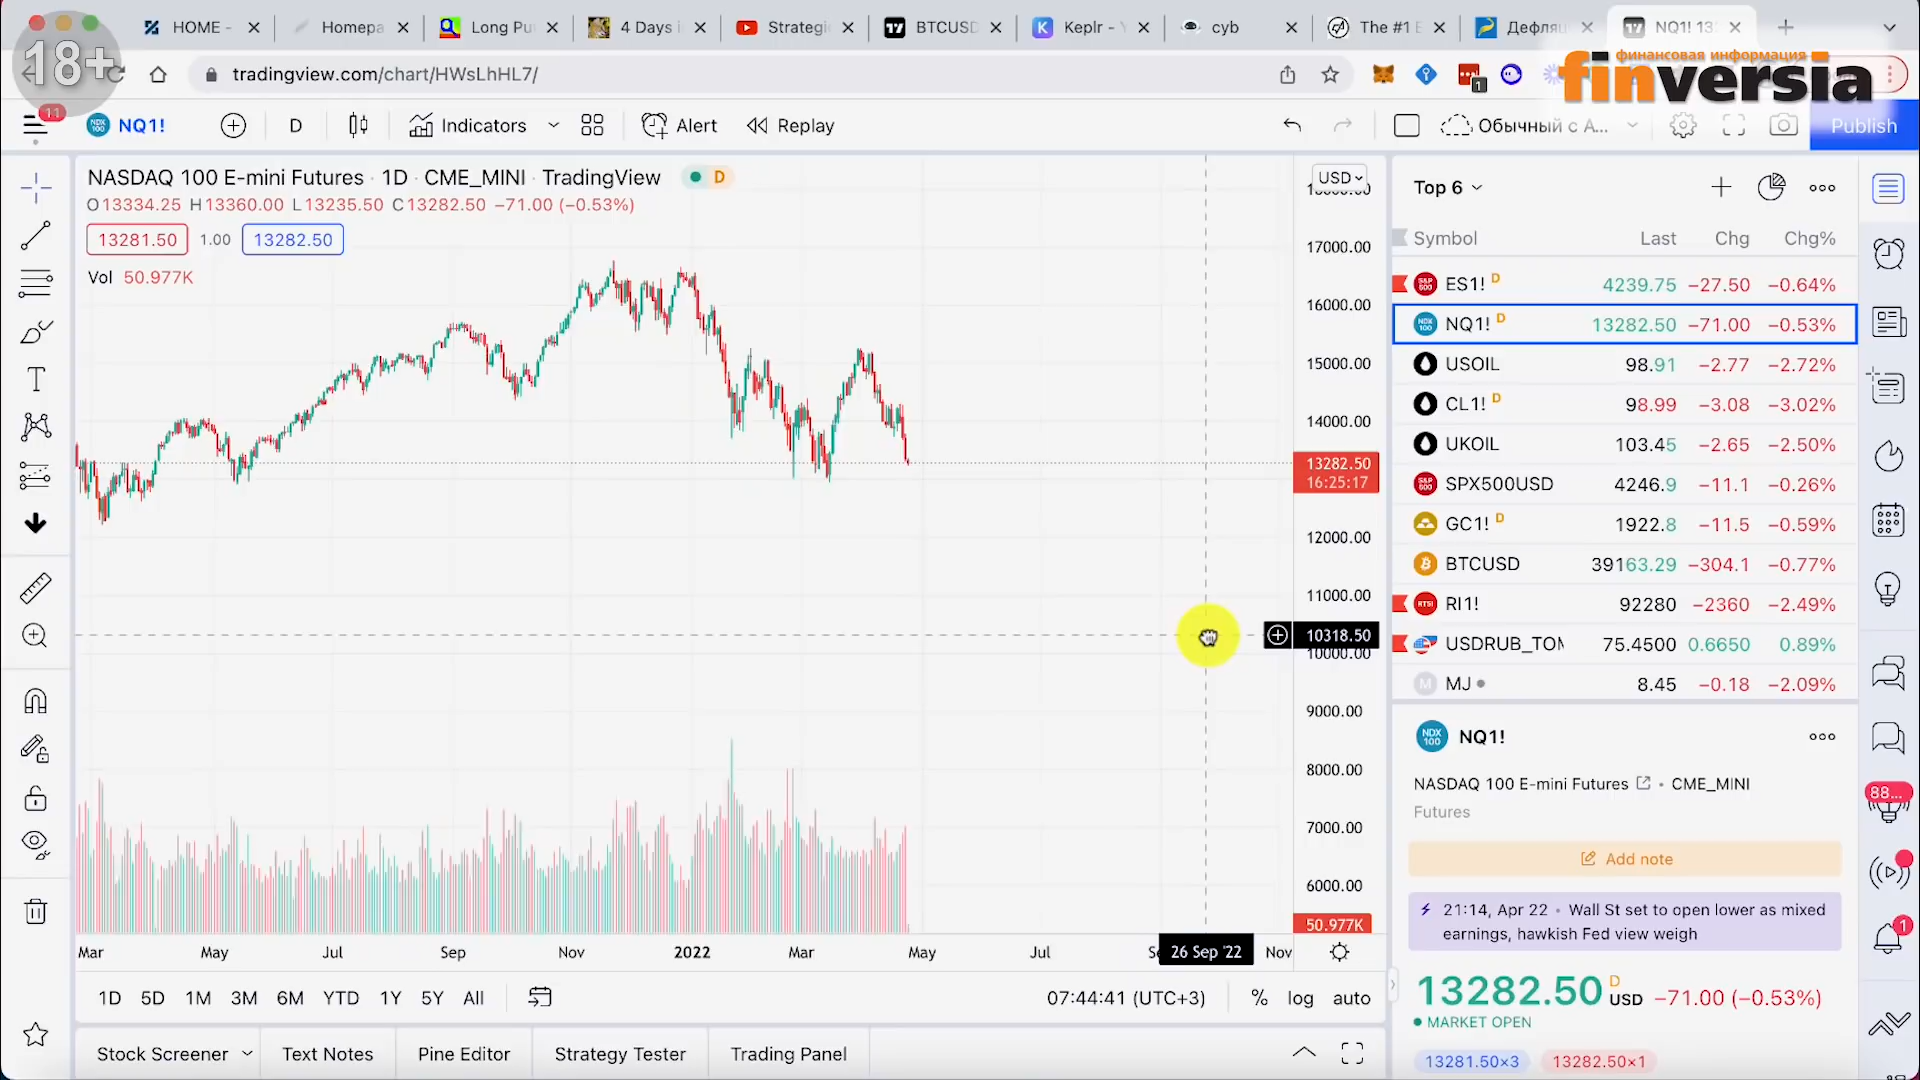 HOME -
Homepa
Long Pu
4 Days i
Strategi
BTCUSD
Keplr -
cyb
The #1 E
Дефляц
NQ1! 13
18+
tradingview.com/chart/HWsLhHL7/
1
финансовая информация
finversia
11
NQ1!
D
Indicators
Alert
Replay
Обычный с А...
Publish
NASDAQ 100 E-mini Futures · 1D · CME_MINI · TradingView
D
O13334.25 H13360.00 L13235.50 C13282.50 −71.00 (−0.53%)
13281.50 1.00 13282.50
Vol 50.977K
USD
17000.00
16000.00
15000.00
14000.00
13282.50
16:25:17
12000.00
11000.00
10318.50
10000.00
9000.00
8000.00
7000.00
6000.00
50.977K
Mar May Jul Sep Nov 2022 Mar May Jul 26 Sep '22 Nov
1D 5D 1M 3M 6M YTD 1Y 5Y All
07:44:41 (UTC+3) % log auto
Stock Screener Text Notes Pine Editor Strategy Tester Trading Panel
Top 6
Symbol Last Chg Chg%
ES1! D 4239.75 −27.50 −0.64%
NQ1! D 13282.50 −71.00 −0.53%
USOIL 98.91 −2.77 −2.72%
CL1! D 98.99 −3.08 −3.02%
UKOIL 103.45 −2.65 −2.50%
SPX500USD 4246.9 −11.1 −0.26%
GC1! D 1922.8 −11.5 −0.59%
BTCUSD 39163.29 −304.1 −0.77%
RI1! 92280 −2360 −2.49%
USDRUB_TOM 75.4500 0.6650 0.89%
M MJ 8.45 −0.18 −2.09%
NDX 100 NQ1!
NASDAQ 100 E-mini Futures • CME_MINI
Futures
Add note
21:14, Apr 22 • Wall St set to open lower as mixed
earnings, hawkish Fed view weigh
13282.50 D USD −71.00 (−0.53%)
MARKET OPEN
13281.50×3 13282.50×1
88...
1